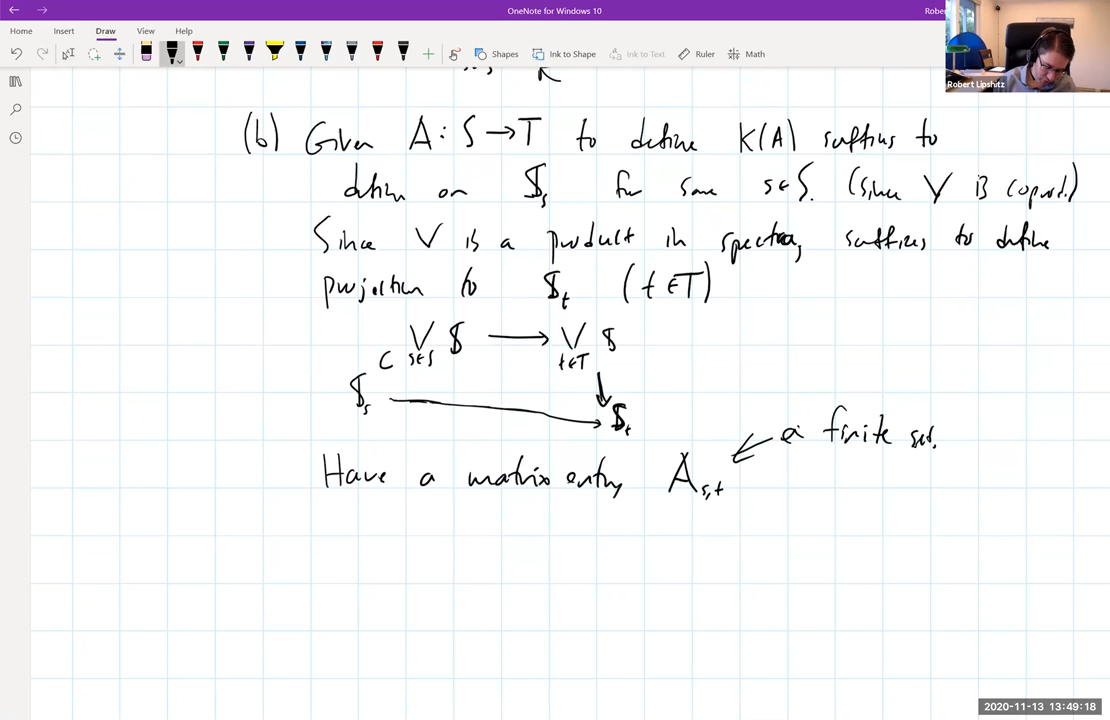 OneNote for Windows 10
Home Insert Draw View Help
Shapes Ink to Shape Ink to Text Ruler Math
Robert Lipshitz
(b) Given A : S → T to define K(A) suffices to
define on 𝕊_s for some s ∈ S. (since ∨ is coprod.)
Since ∨ is a product in spectra, suffices to define
projection to 𝕊_t (t ∈ T)
∨_{s∈S} 𝕊 → ∨_{t∈T} 𝕊
𝕊_s → 𝕊_t
a finite set.
Have a matrix entry A_{s,t}
2020-11-13 13:49:18